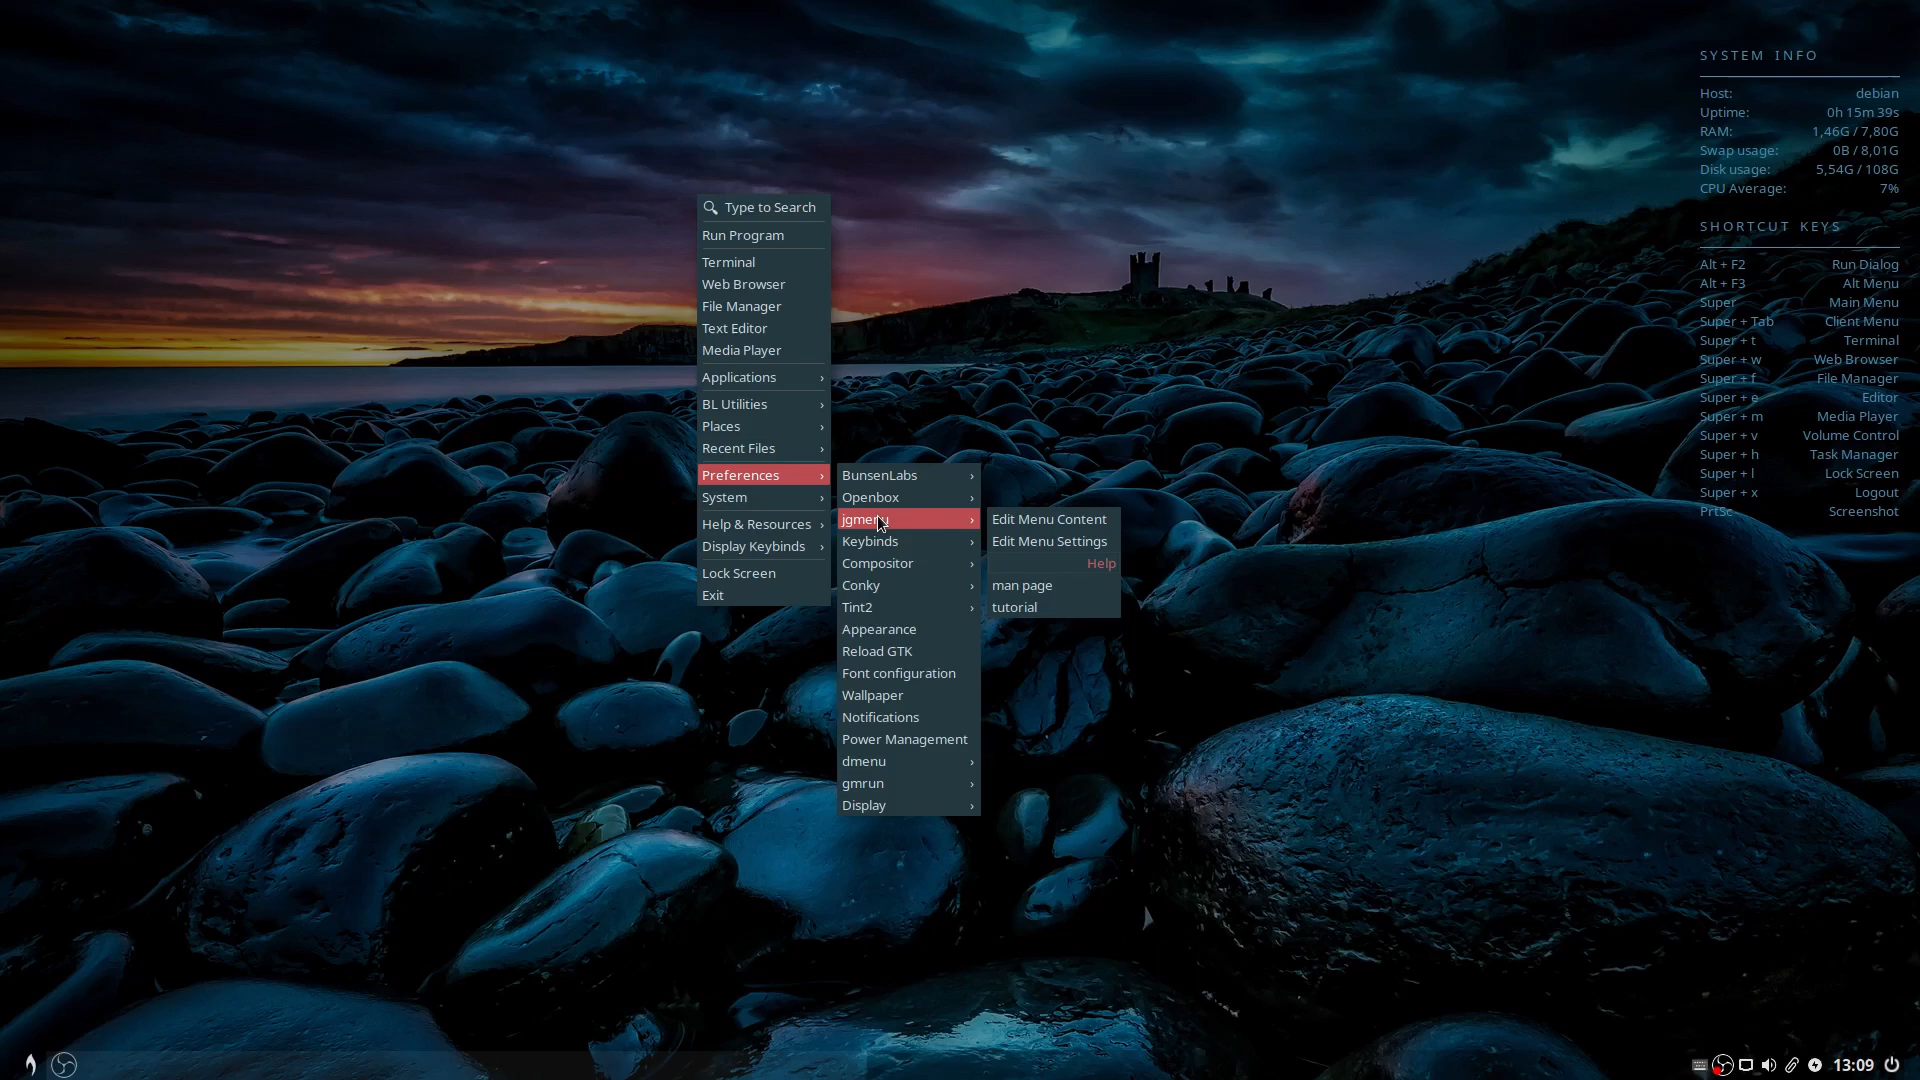 Type to Search
Run Program
Terminal
Web Browser
File Manager
Text Editor
Media Player
Applications ›
BL Utilities ›
Places ›
Recent Files ›
Preferences ›
System ›
Help & Resources ›
Display Keybinds ›
Lock Screen
Exit
BunsenLabs ›
Openbox ›
jgmenu ›
Keybinds ›
Compositor ›
Conky ›
Tint2 ›
Appearance
Reload GTK
Font configuration
Wallpaper
Notifications
Power Management
dmenu ›
gmrun ›
Display ›
Edit Menu Content
Edit Menu Settings
Help
man page
tutorial
SYSTEM INFO
Host: debian
Uptime: 0h 15m 39s
RAM: 1,46G / 7,80G
Swap usage: 0B / 8,01G
Disk usage: 5,54G / 108G
CPU Average: 7%
SHORTCUT KEYS
Alt + F2 Run Dialog
Alt + F3 Alt Menu
Super Main Menu
Super + Tab Client Menu
Super + t Terminal
Super + w Web Browser
Super + f File Manager
Super + e Editor
Super + m Media Player
Super + v Volume Control
Super + h Task Manager
Super + l Lock Screen
Super + x Logout
PrtSc Screenshot
13:09